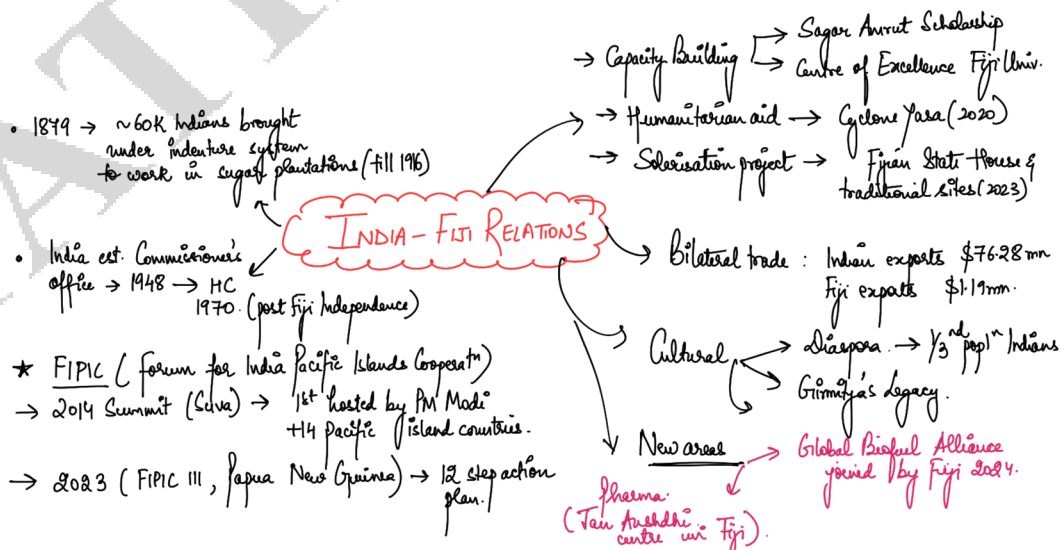 INDIA-FIJI RELATIONS
• 1879 → ~60K Indians brought
under indenture system
to work in sugar plantations (till 1916)
• India est. Commissioner's
office → 1948 → HC
1970. (post Fiji Independence)
★ FIPIC (Forum for India Pacific Islands Cooperatn)
→ 2014 Summit (Suva) → 1st hosted by PM Modi
+14 Pacific island countries.
→ 2023 (FIPIC III, Papua New Guinea) → 12 step action
plan.
→ Capacity Building → Sagar Amrut Scholarship
→ Centre of Excellence Fiji Univ.
→ Humanitarian aid → Cyclone Yasa (2020)
→ Solarisation project → Fijian State House &
traditional sites (2023)
Bilateral trade : Indian exports $76.28 mn
Fiji exports $1.19mn.
Cultural → Diaspora. → 1/3nd popln Indians
Girmitya's Legacy.
New areas → Global Biofuel Alliance
joined by Fiji 2024.
Pharma.
(Jan Aushdhi
centre in Fiji).